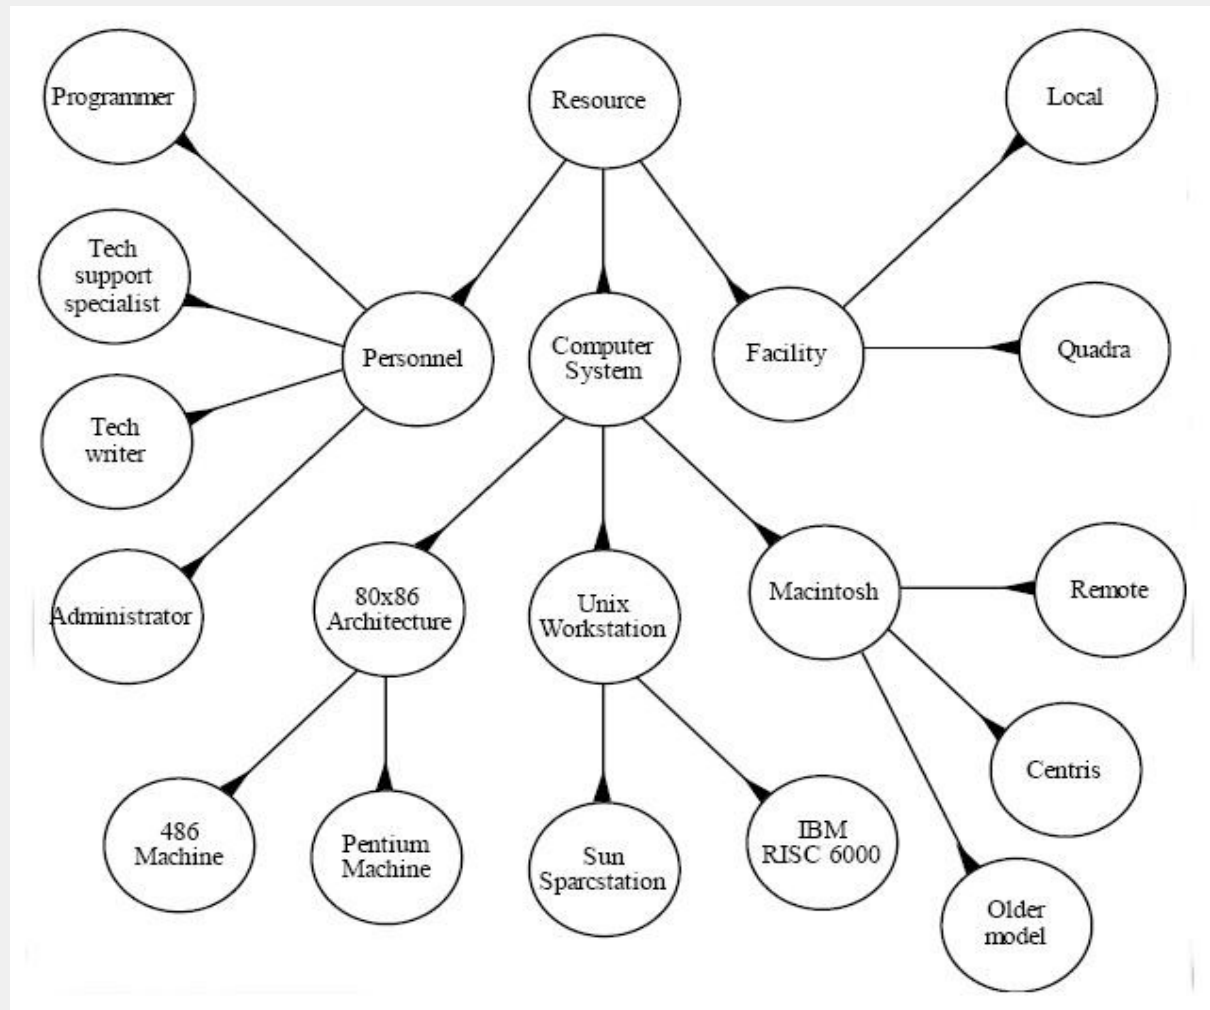 Programmer
Resource
Local
Tech
support
specialist
Personnel
Computer
System
Facility
Quadra
Tech
writer
Administrator
80x86
Architecture
Unix
Workstation
Macintosh
Remote
Centris
486
Machine
Pentium
Machine
Sun
Sparcstation
IBM
RISC 6000
Older
model